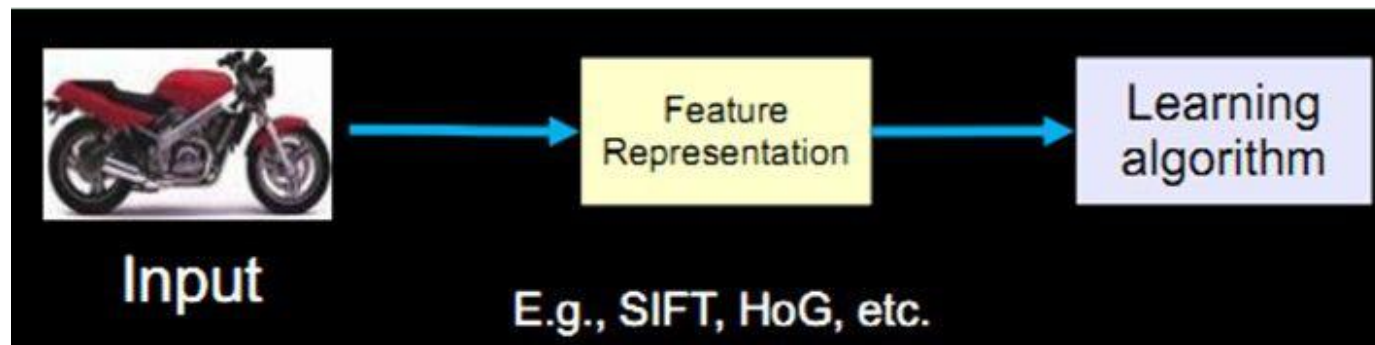 Feature
Representation
Learning
algorithm
Input
E.g., SIFT, HoG, etc.